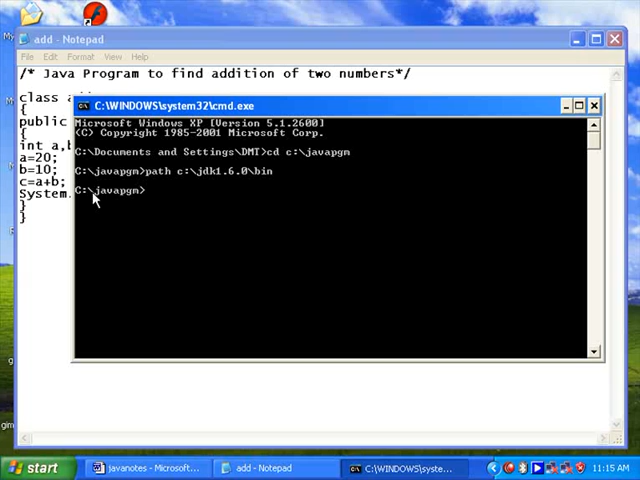 add - Notepad
File Edit Format View Help
/* Java Program to find addition of two numbers*/
class a
{
public
{
int a,b
a=20;
b=10;
c=a+b;
System.
}
}
C:\WINDOWS\system32\cmd.exe
Microsoft Windows XP [Version 5.1.2600]
(C) Copyright 1985-2001 Microsoft Corp.
C:\Documents and Settings\DMT>cd c:\javapgm
C:\javapgm>path c:\jdk1.6.0\bin
C:\javapgm>
start
javanotes - Microsoft...
add - Notepad
C:\WINDOWS\syste...
11:15 AM